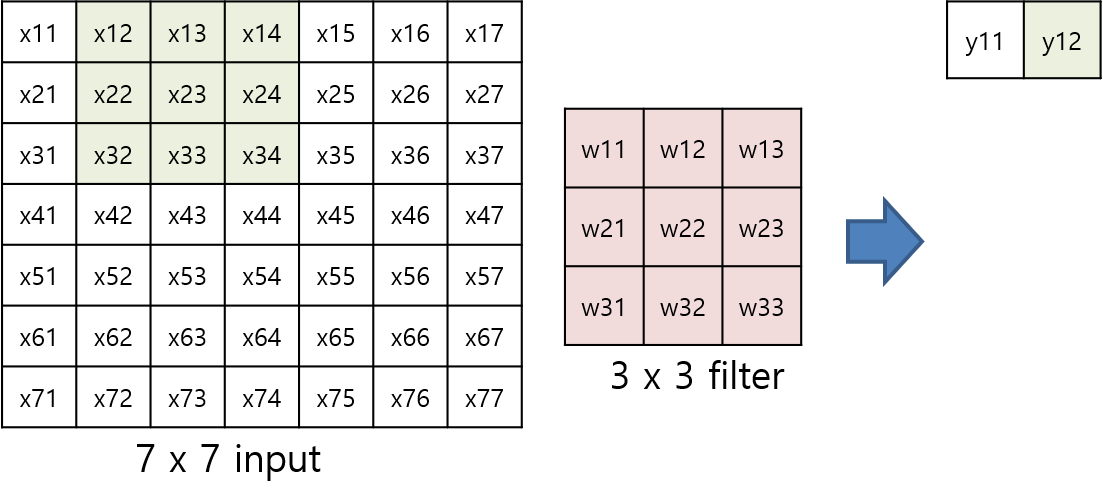 x11 x12 x13 x14 x15 x16 x17
x21 x22 x23 x24 x25 x26 x27
x31 x32 x33 x34 x35 x36 x37
x41 x42 x43 x44 x45 x46 x47
x51 x52 x53 x54 x55 x56 x57
x61 x62 x63 x64 x65 x66 x67
x71 x72 x73 x74 x75 x76 x77
7 x 7 input
w11 w12 w13
w21 w22 w23
w31 w32 w33
3 x 3 filter
y11 y12